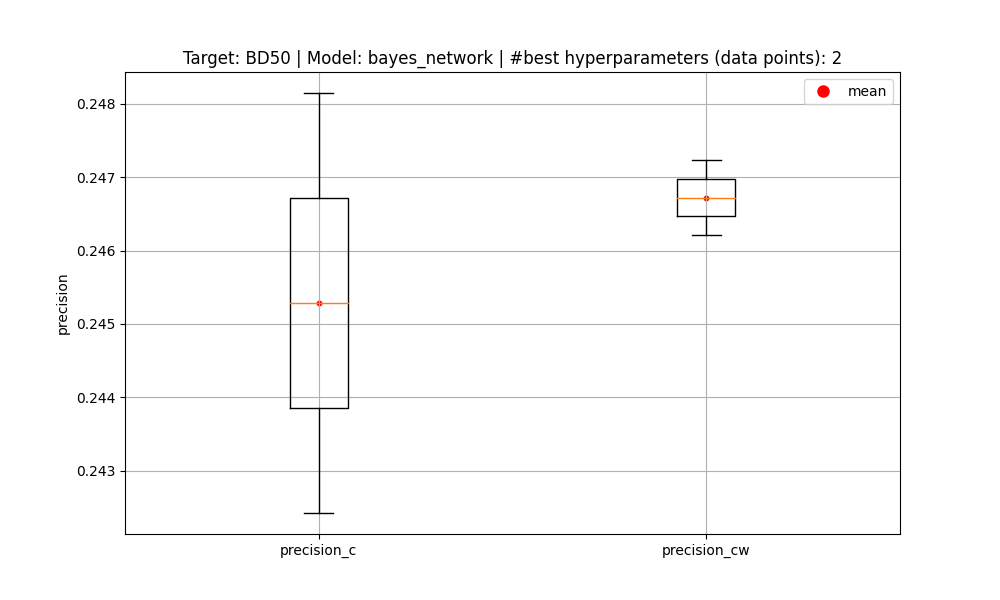 Target: BD50 | Model: bayes_network | #best hyperparameters (data points): 2
mean
0.248
0.247
0.246
0.245
0.244
0.243
precision
precision_c
precision_cw